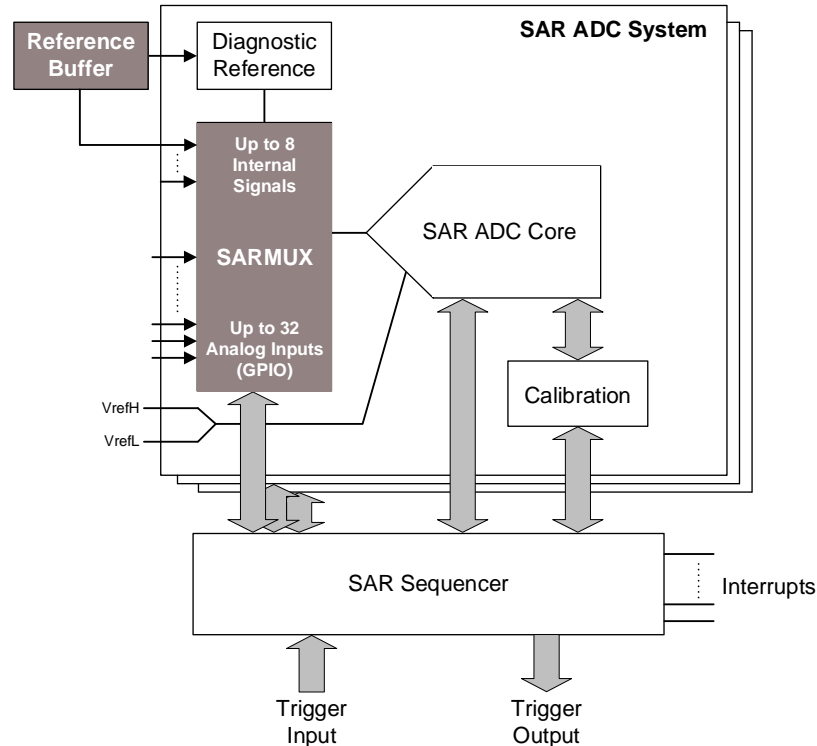 SAR ADC System
Reference
Buffer
Diagnostic
Reference
Up to 8
Internal
Signals
SARMUX
Up to 32
Analog Inputs
(GPIO)
SAR ADC Core
Calibration
VrefH
VrefL
SAR Sequencer
Interrupts
Trigger
Input
Trigger
Output